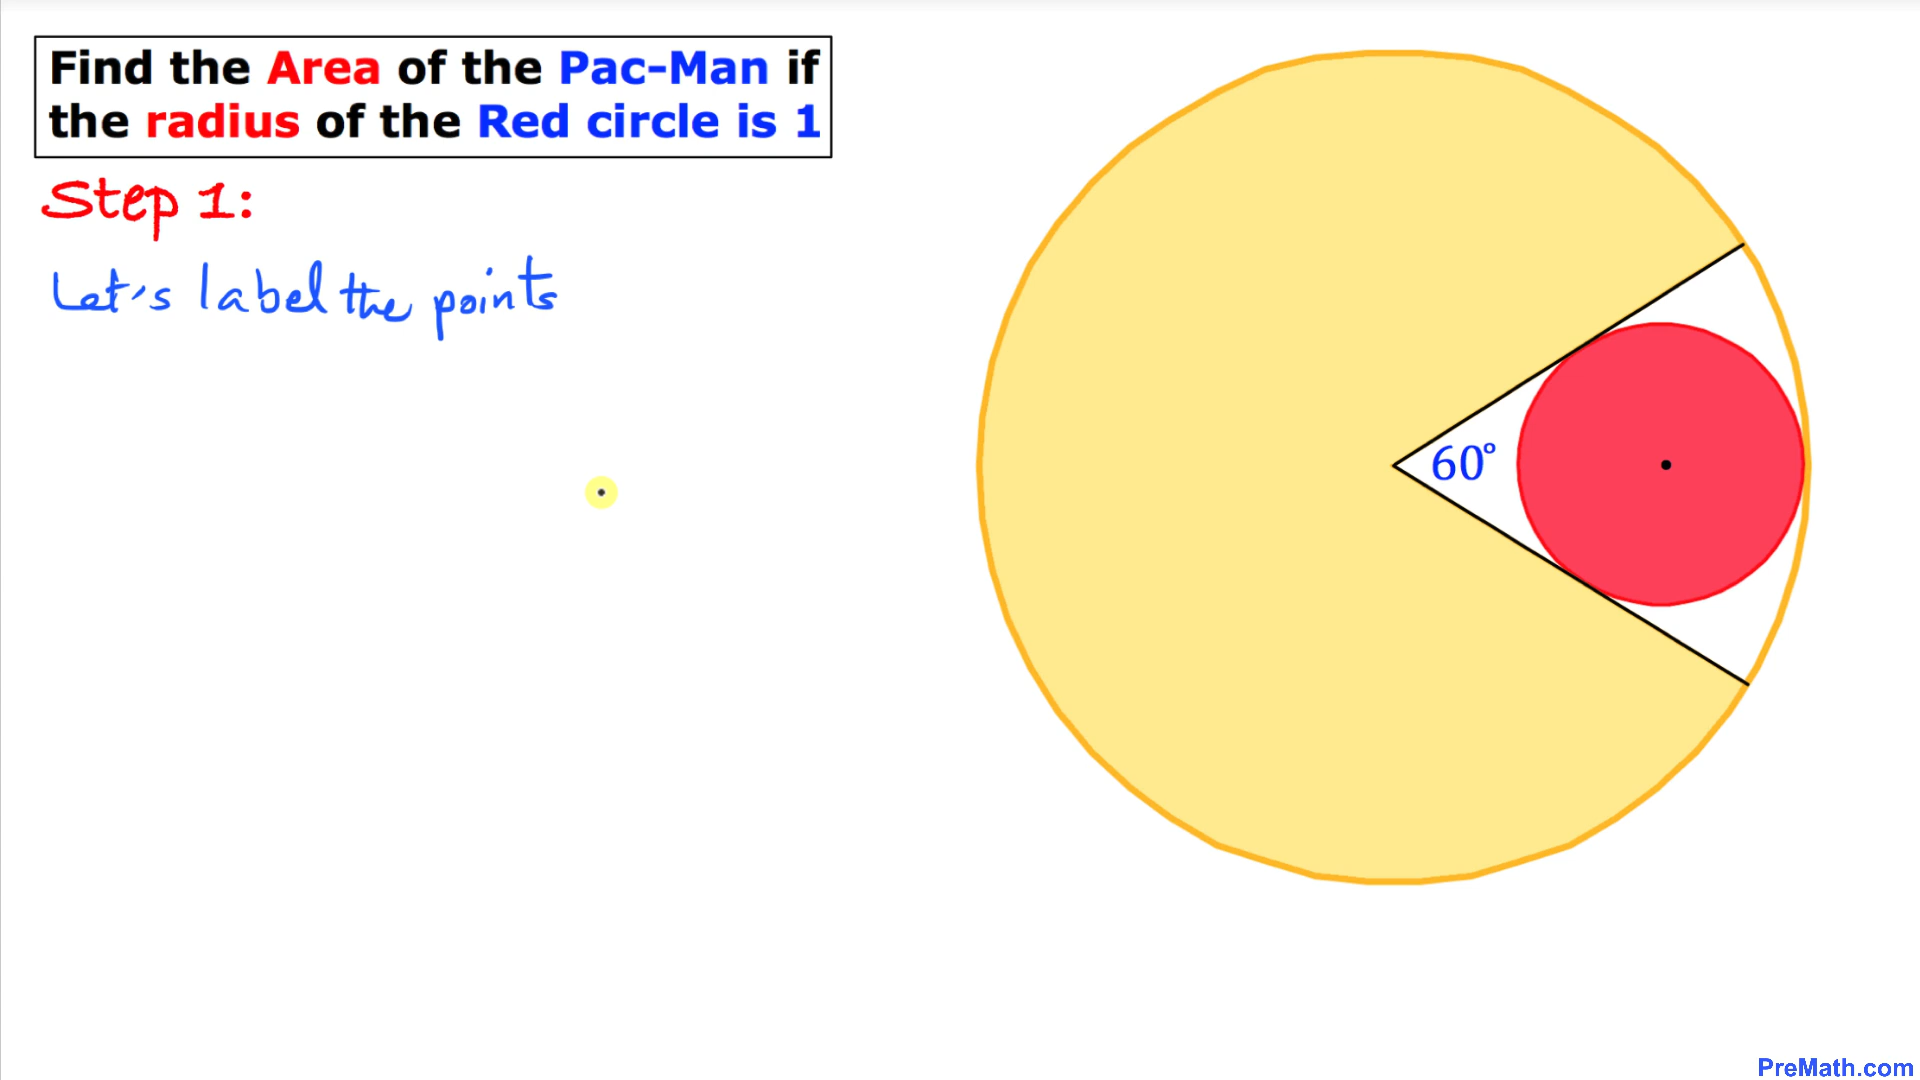 Find the Area of the Pac-Man if
the radius of the Red circle is 1
Step 1:
Let's label the points
60°
PreMath.com